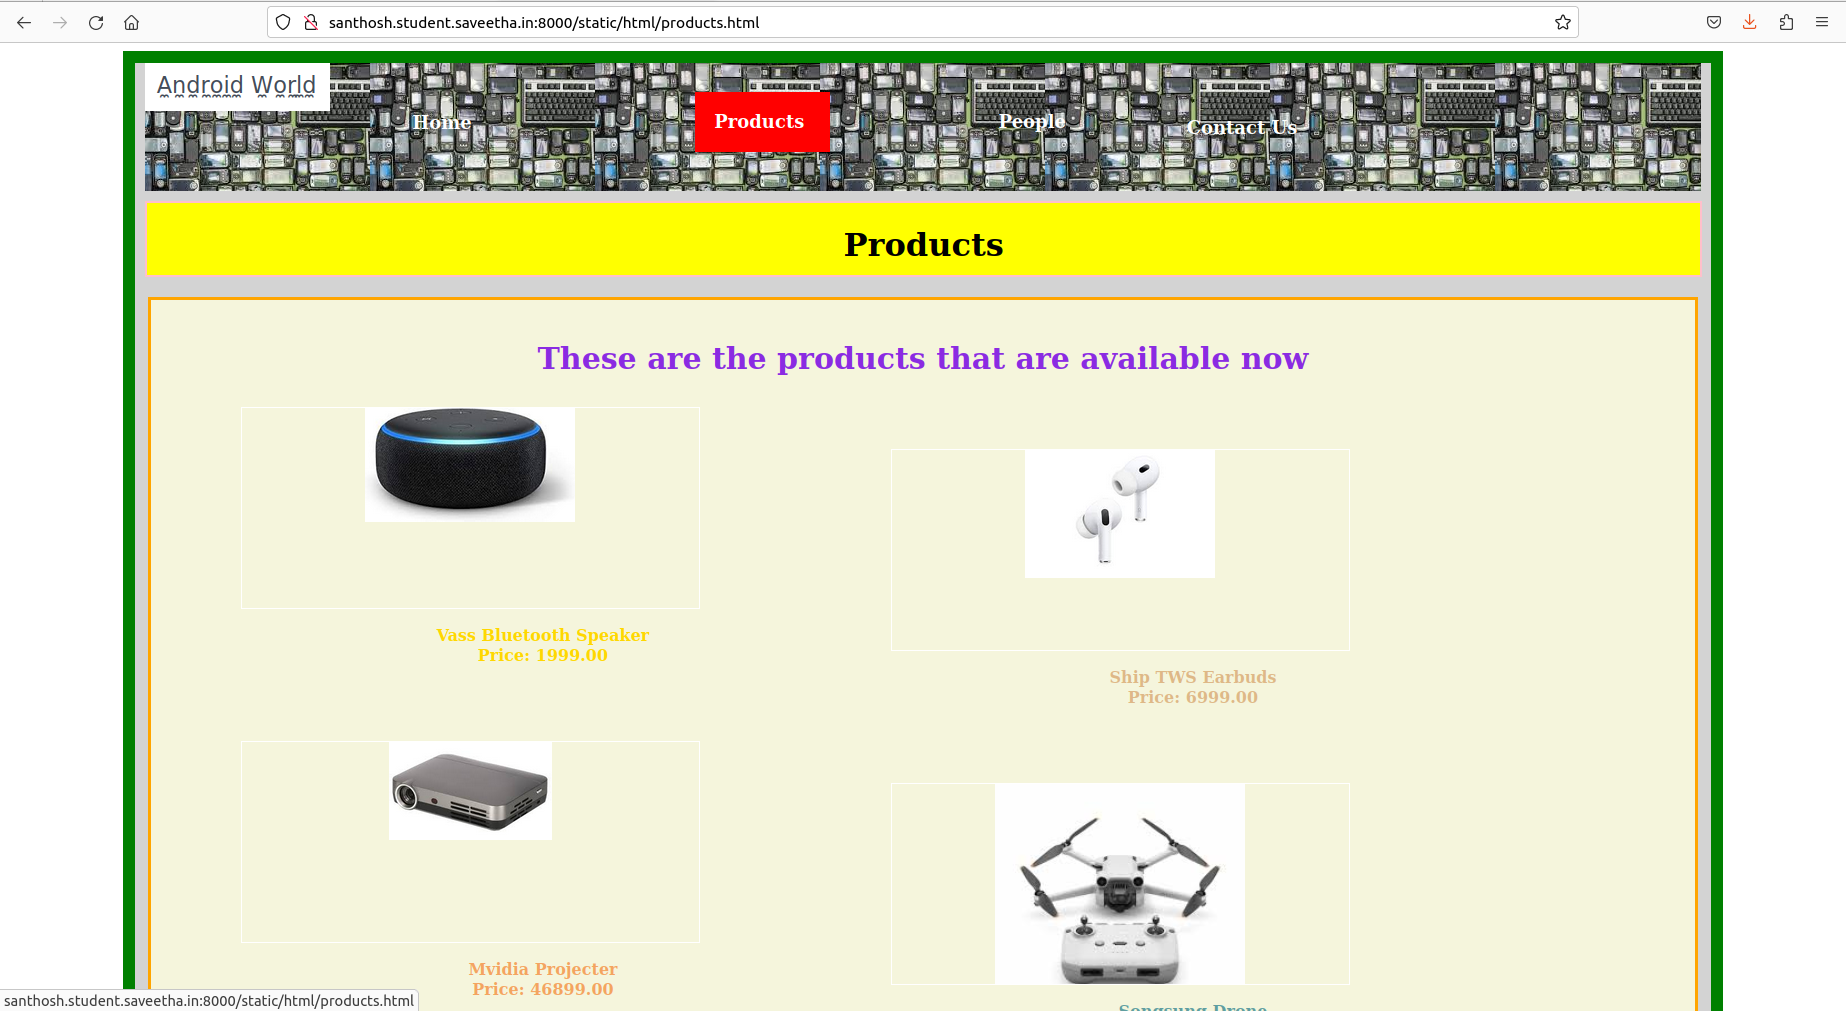 santhosh.student.saveetha.in:8000/static/html/products.html
Android World
Home
Products
People
Contact Us
Products
These are the products that are available now
Vass Bluetooth Speaker
Price: 1999.00
Ship TWS Earbuds
Price: 6999.00
Mvidia Projecter
Price: 46899.00
Songsung Drone
santhosh.student.saveetha.in:8000/static/html/products.html